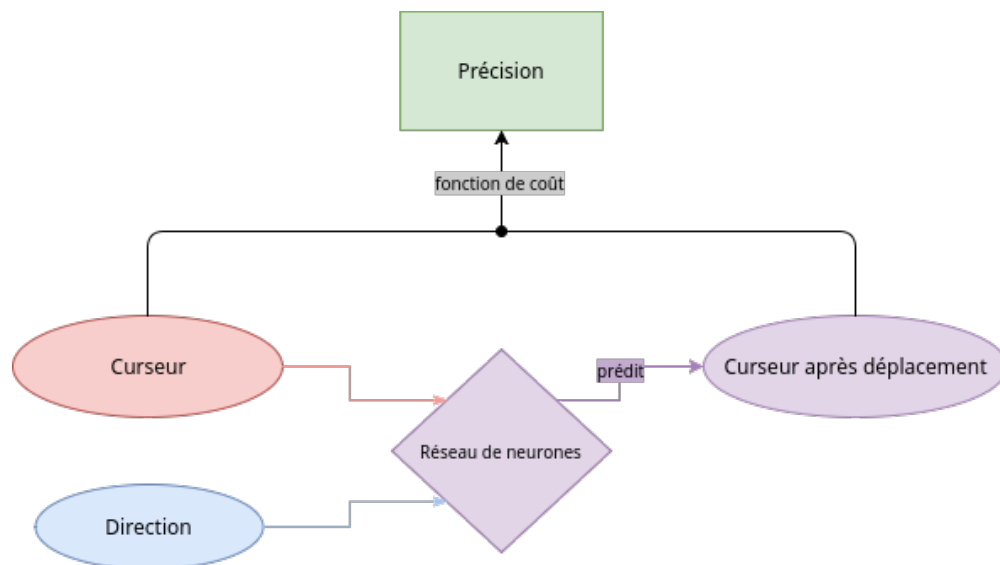 Précision
fonction de coût
Curseur
prédit
Curseur après déplacement
Réseau de neurones
Direction